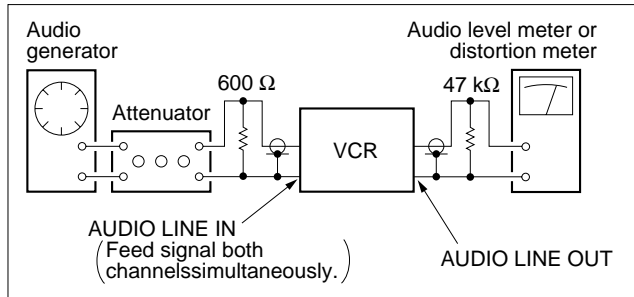 Audio
generator
Attenuator
600 Ω
VCR
47 kΩ
Audio level meter or
distortion meter
AUDIO LINE IN
(Feed signal both
channelssimultaneously.)
AUDIO LINE OUT